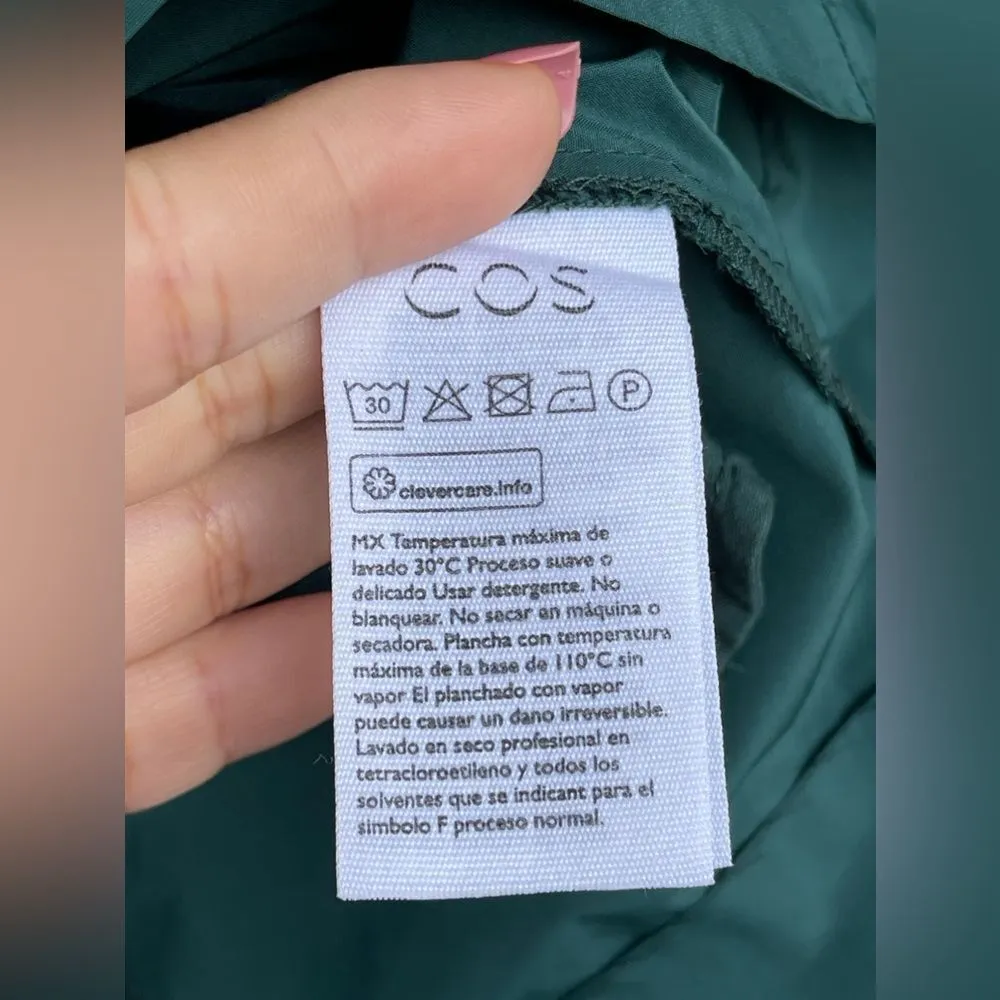 COS
30 P
clevercare.info
MX Temperatura máxima de
lavado 30°C Proceso suave o
delicado Usar detergente. No
blanquear. No secar en máquina o
secadora. Plancha con temperatura
máxima de la base de 110°C sin
vapor El planchado con vapor
puede causar un dano irreversible.
Lavado en seco profesional en
tetracloroetileno y todos los
solventes que se indicant para el
simbolo F proceso normal.